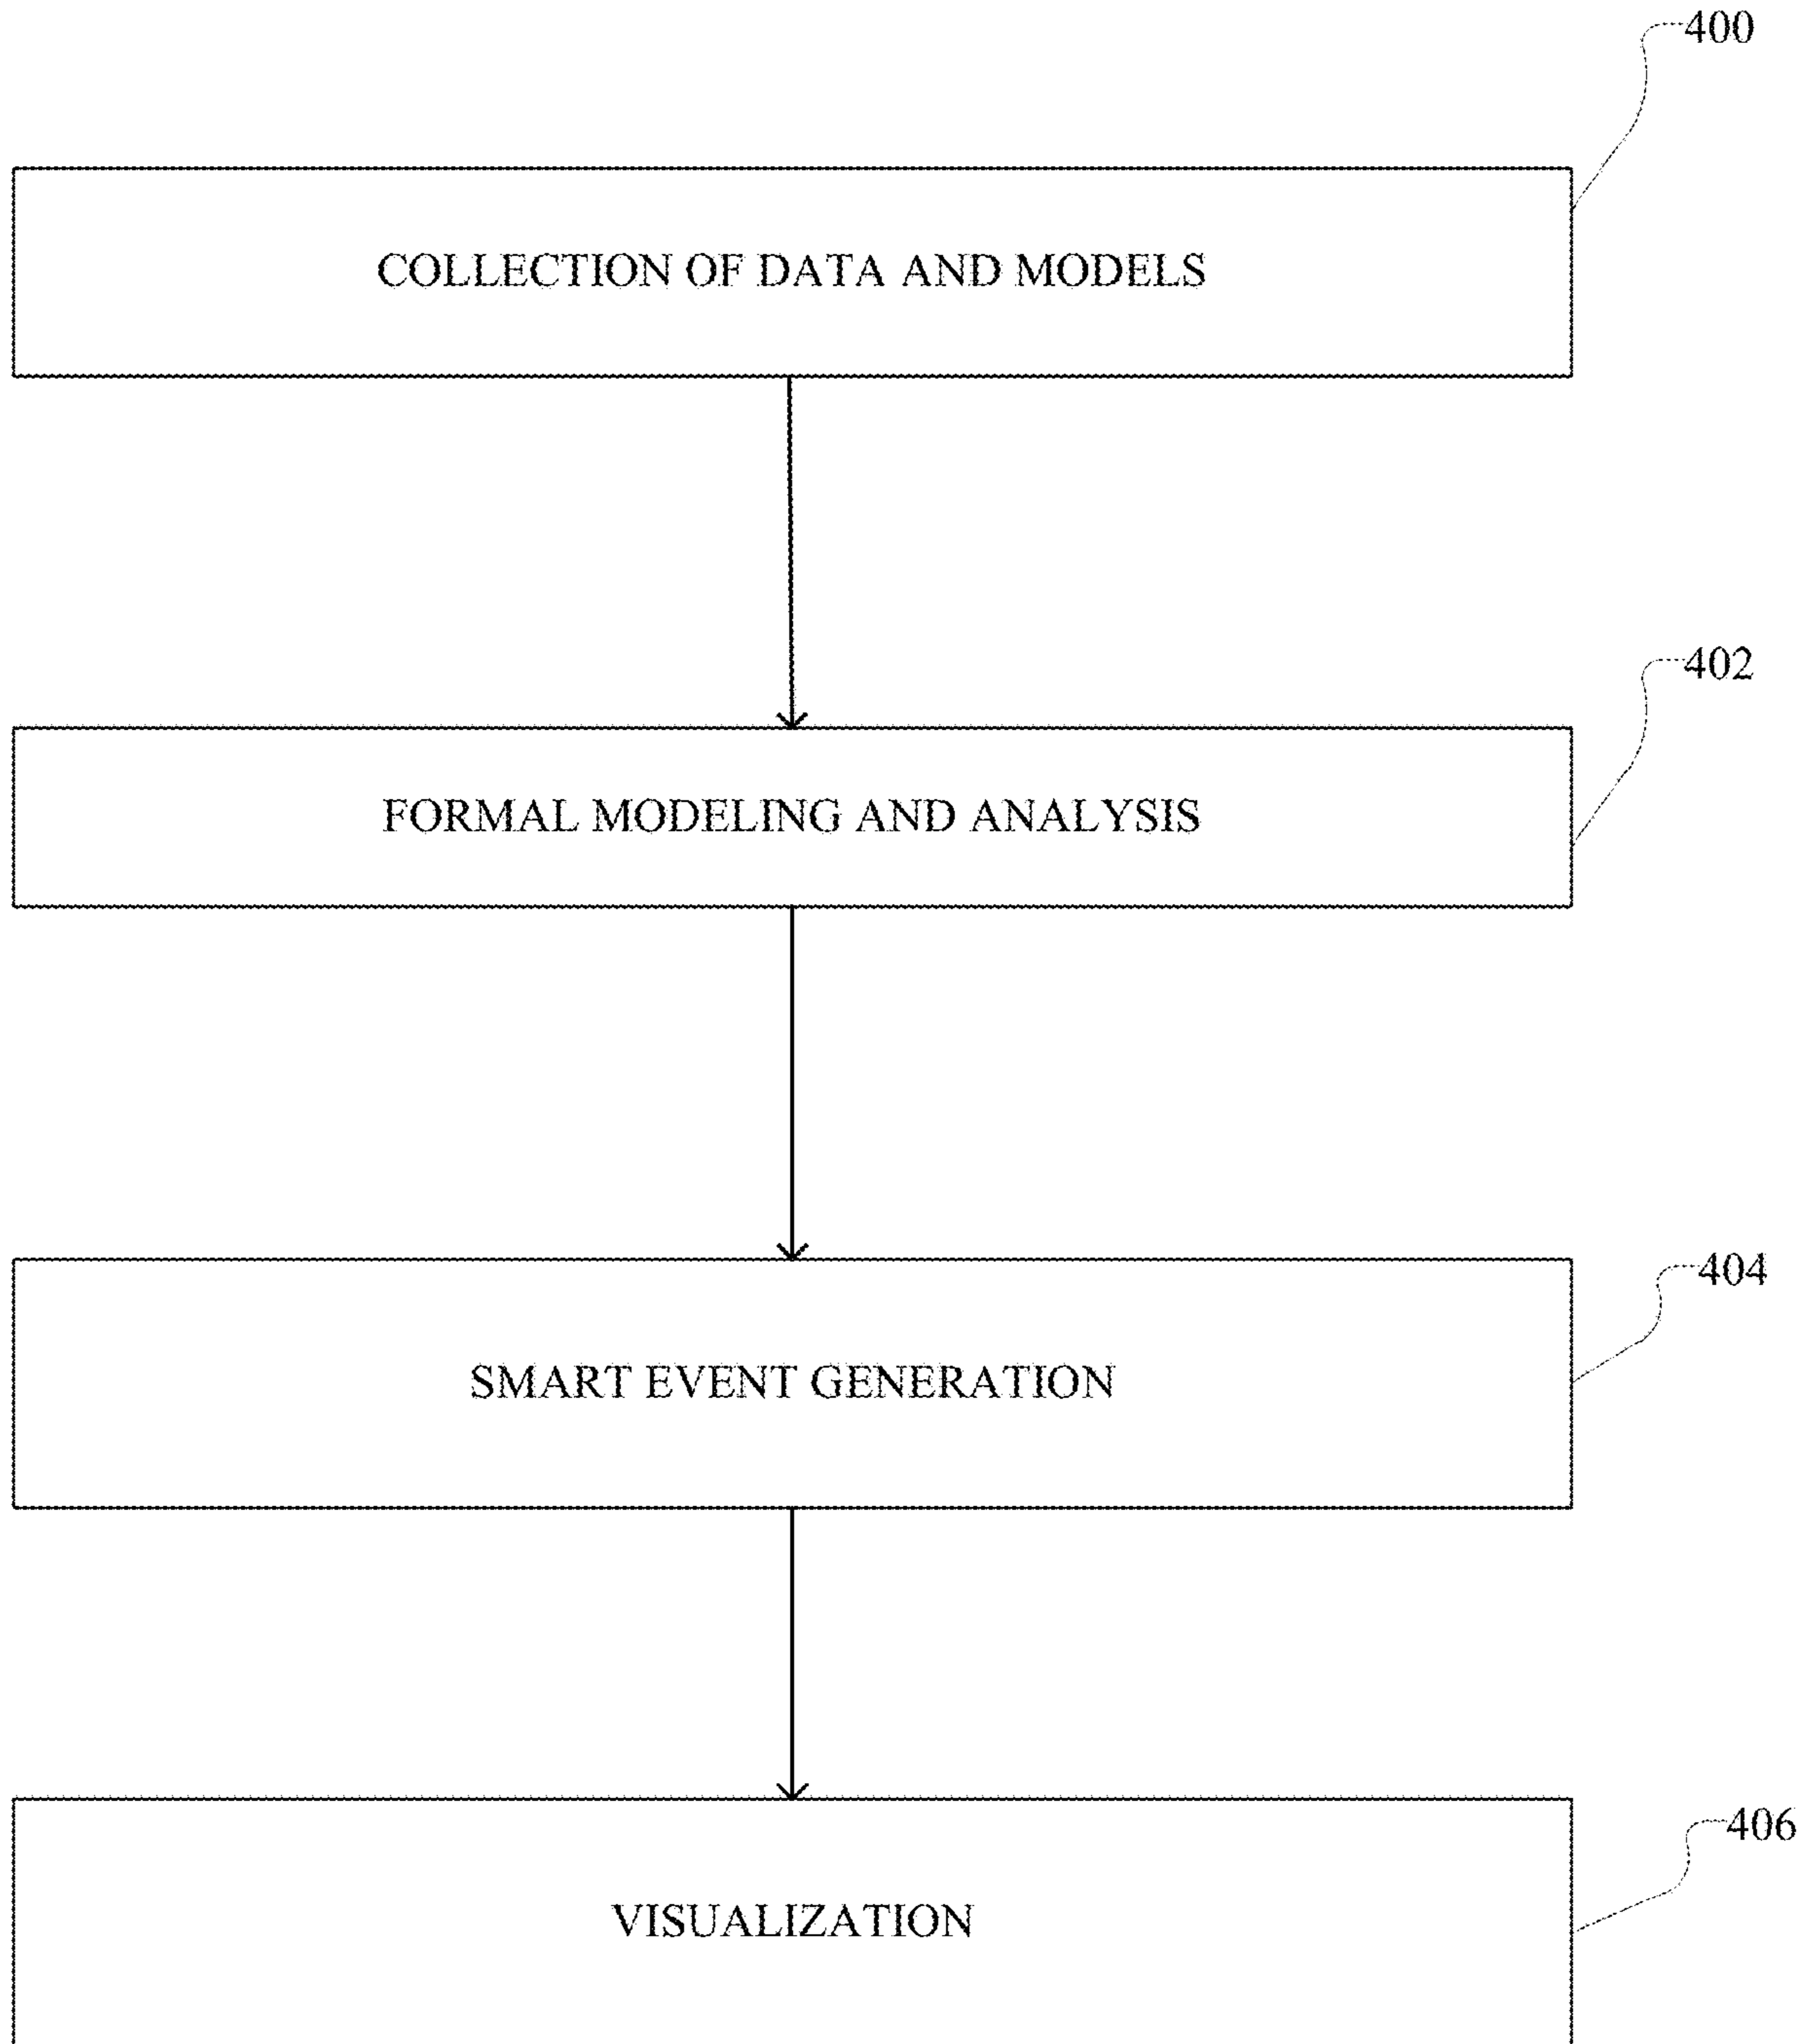 400
COLLECTION OF DATA AND MODELS
402
FORMAL MODELING AND ANALYSIS
404
SMART EVENT GENERATION
406
VISUALIZATION